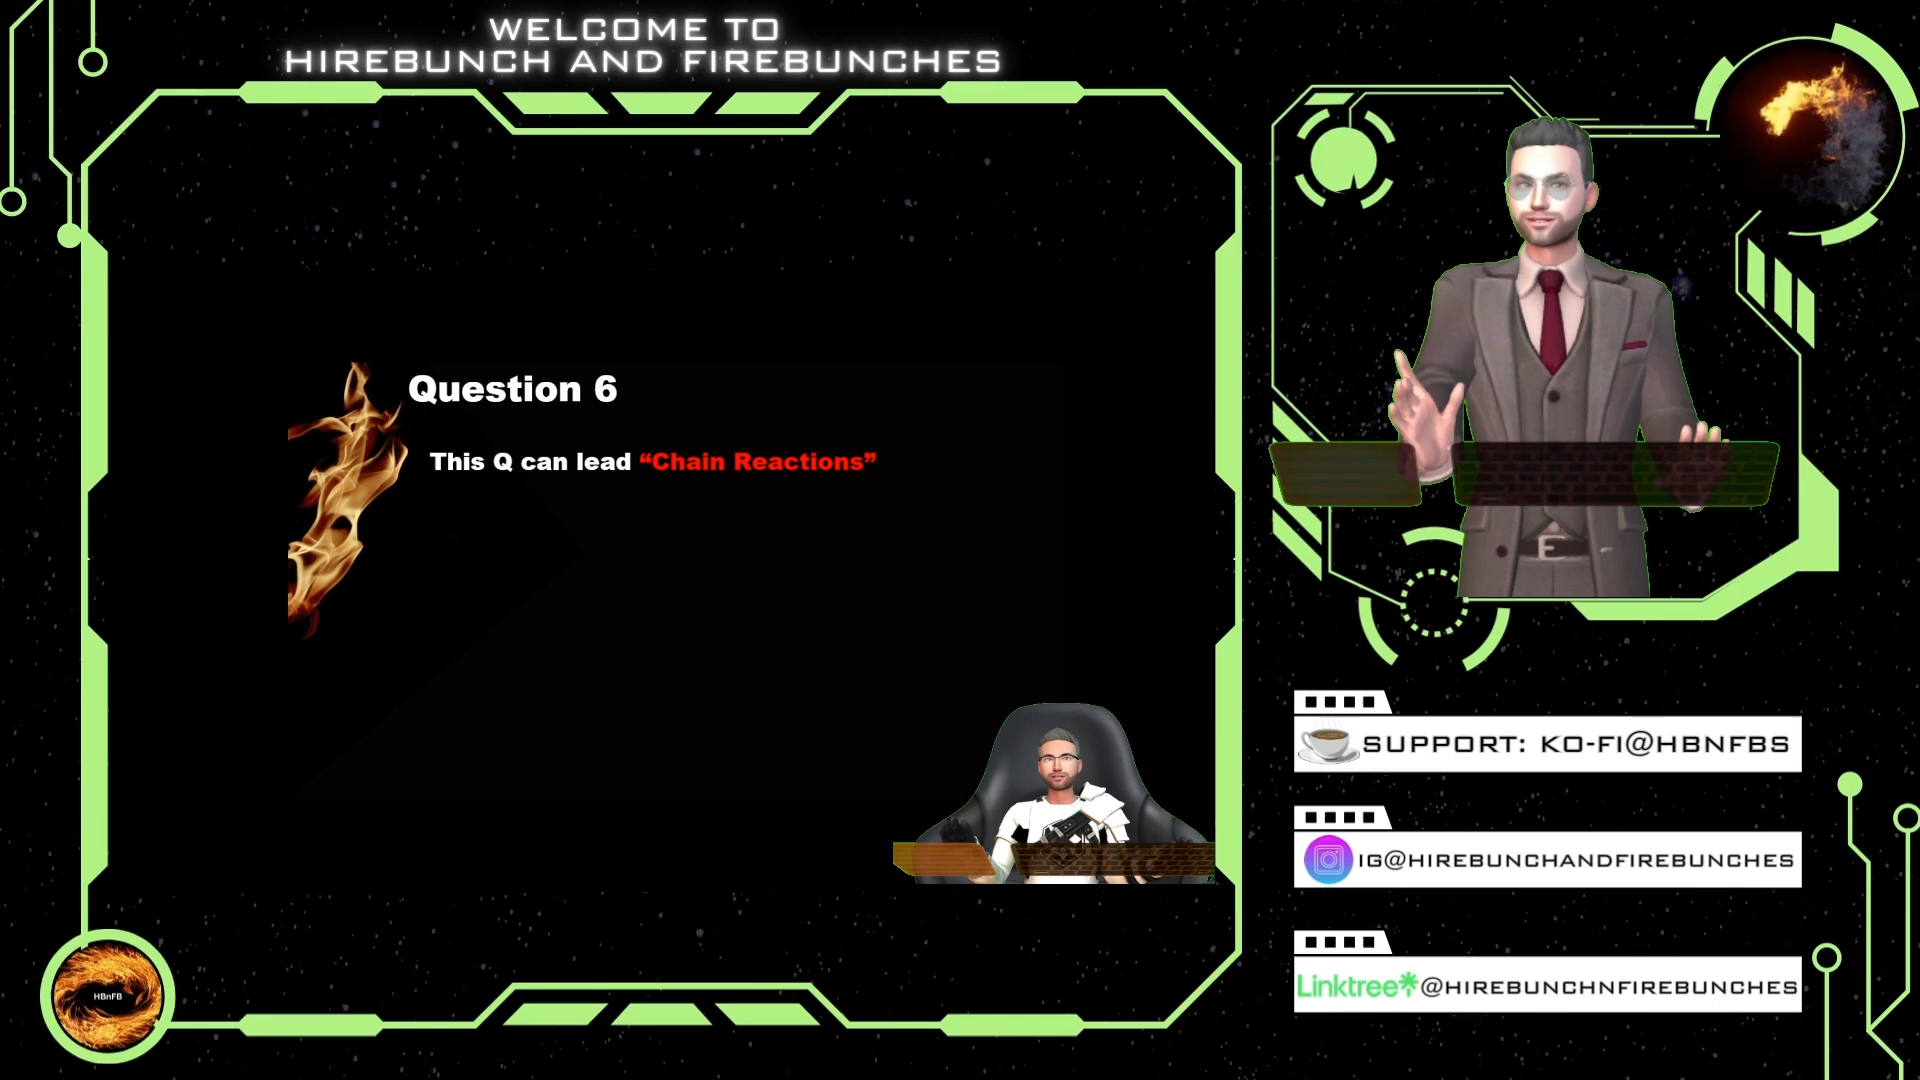 WELCOME TO
HIREBUNCH AND FIREBUNCHES
Question 6
This Q can lead “Chain Reactions”
SUPPORT: KO-FI@HBNFBS
IG@HIREBUNCHANDFIREBUNCHES
Linktree@HIREBUNCHNFIREBUNCHES
HBnFB